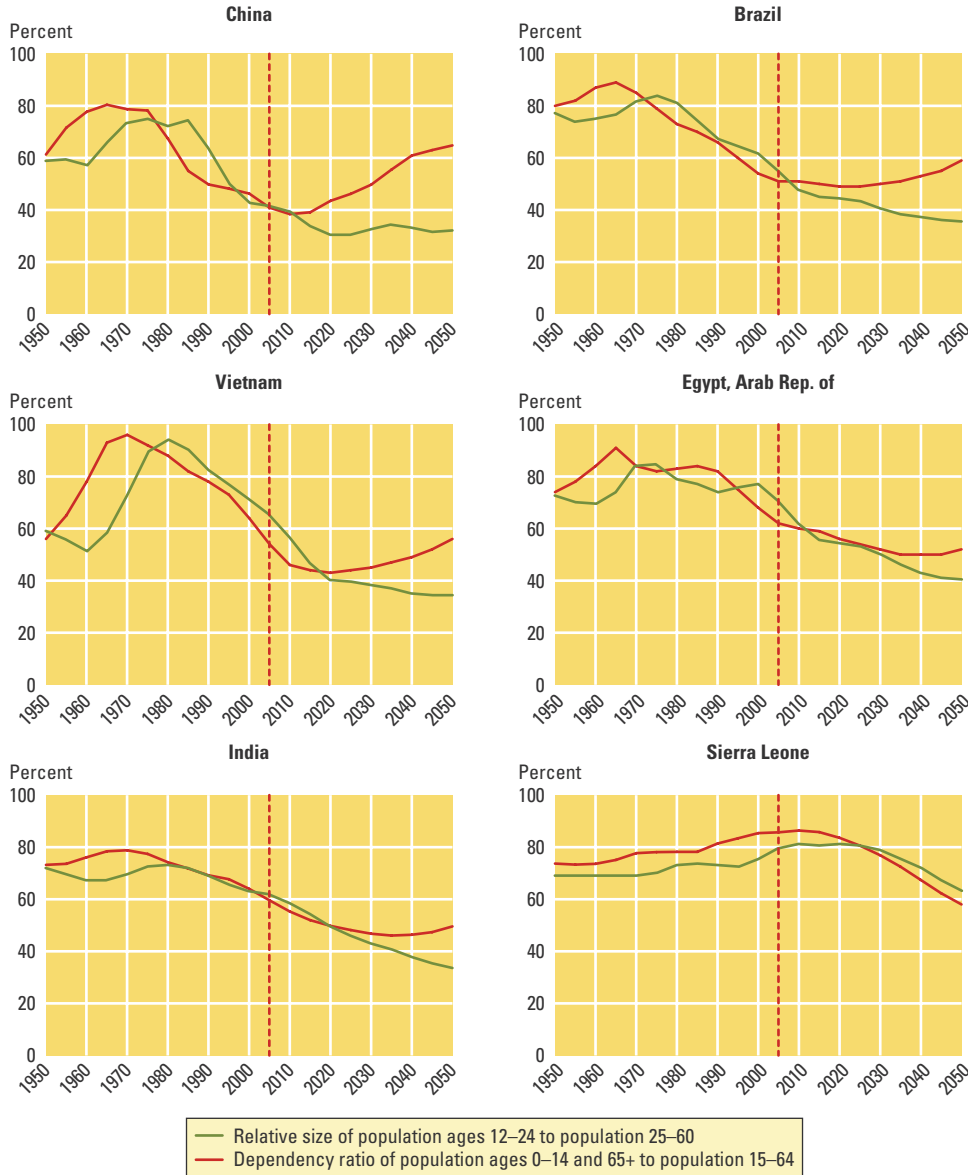 China
Percent
100
80
60
40
20
0
1950 1960 1970 1980 1990 2000 2010 2020 2030 2040 2050
Brazil
Percent
100
80
60
40
20
0
1950 1960 1970 1980 1990 2000 2010 2020 2030 2040 2050
Vietnam
Percent
100
80
60
40
20
0
1950 1960 1970 1980 1990 2000 2010 2020 2030 2040 2050
Egypt, Arab Rep. of
Percent
100
80
60
40
20
0
1950 1960 1970 1980 1990 2000 2010 2020 2030 2040 2050
India
Percent
100
80
60
40
20
0
1950 1960 1970 1980 1990 2000 2010 2020 2030 2040 2050
Sierra Leone
Percent
100
80
60
40
20
0
1950 1960 1970 1980 1990 2000 2010 2020 2030 2040 2050
Relative size of population ages 12–24 to population 25–60
Dependency ratio of population ages 0–14 and 65+ to population 15–64